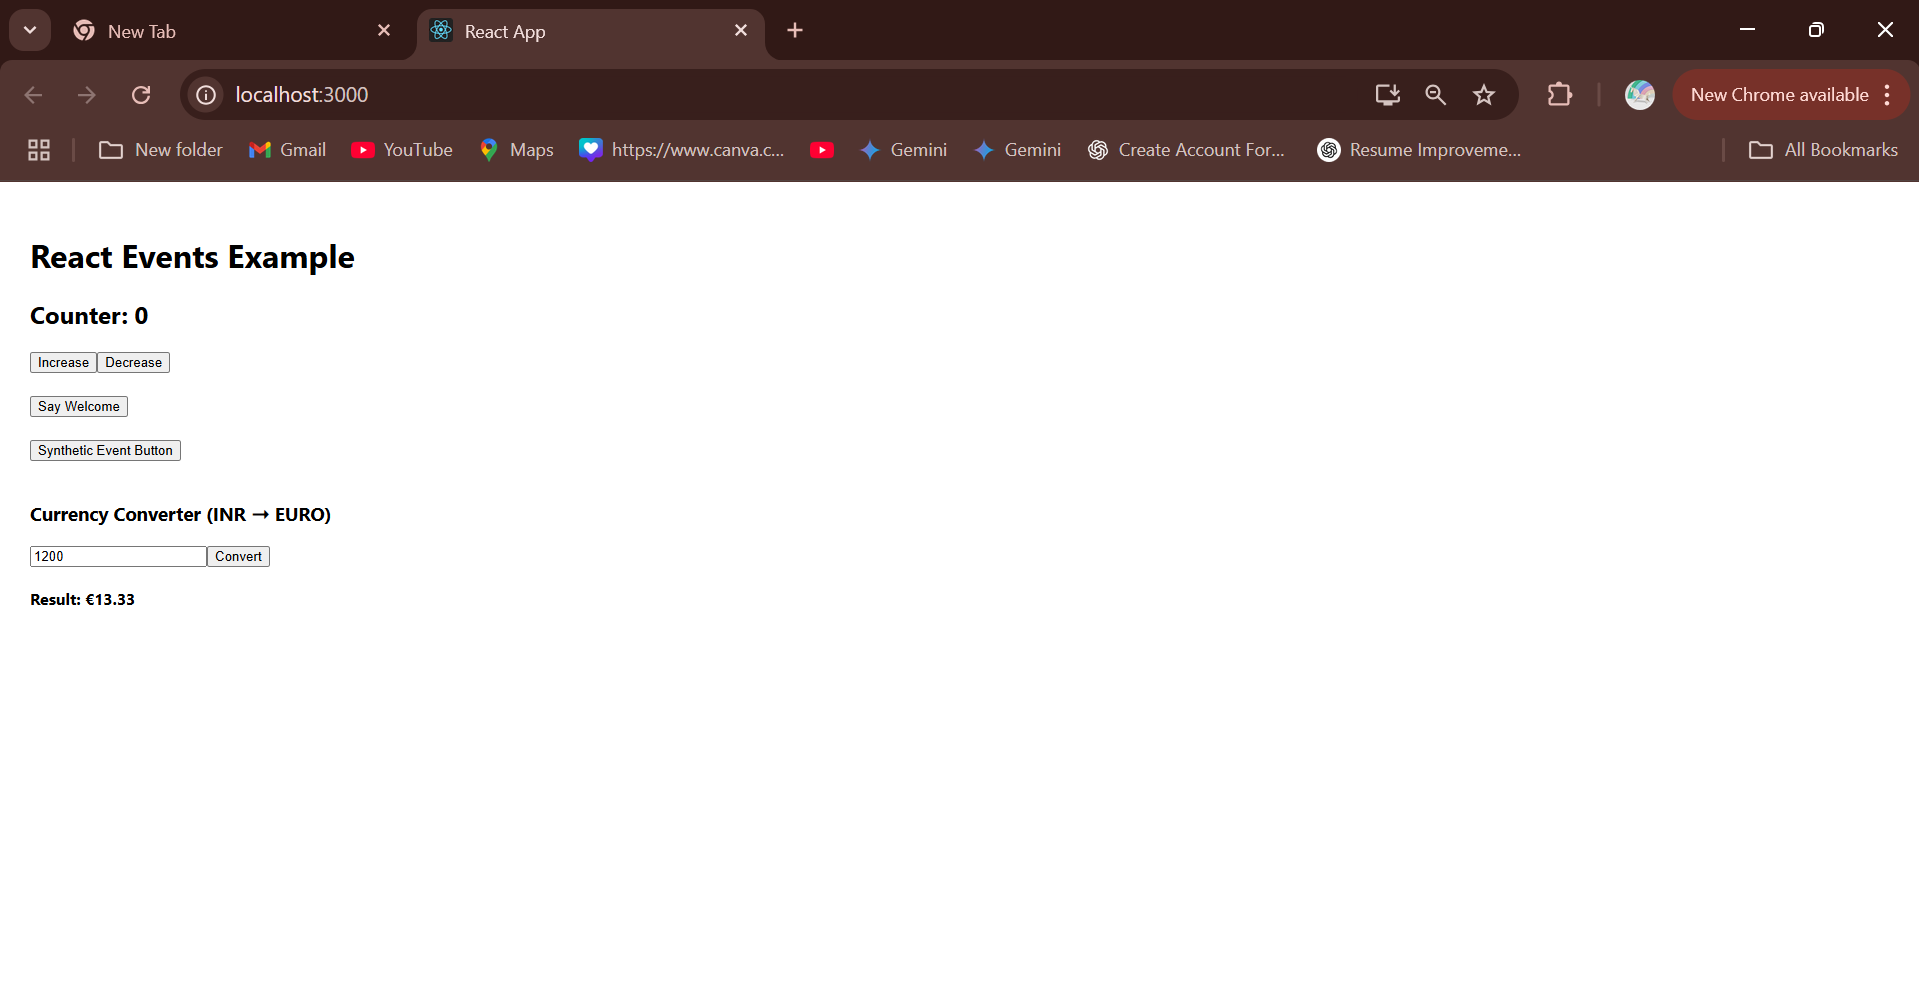 New Tab
React App
localhost:3000
New Chrome available
New folder
Gmail
YouTube
Maps
https://www.canva.c...
Gemini
Gemini
Create Account For...
Resume Improveme...
All Bookmarks
React Events Example
Counter: 0
Increase Decrease
Say Welcome
Synthetic Event Button
Currency Converter (INR → EURO)
1200 Convert
Result: €13.33